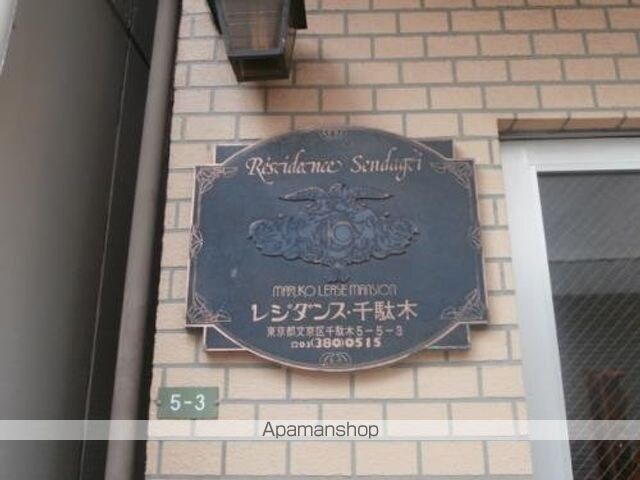 Résidence Sendagi
MARUKO LEASE MANSION
レジダンス・千駄木
東京都文京区千駄木5-5-3
☎03(380)0515
5-3
Apamanshop